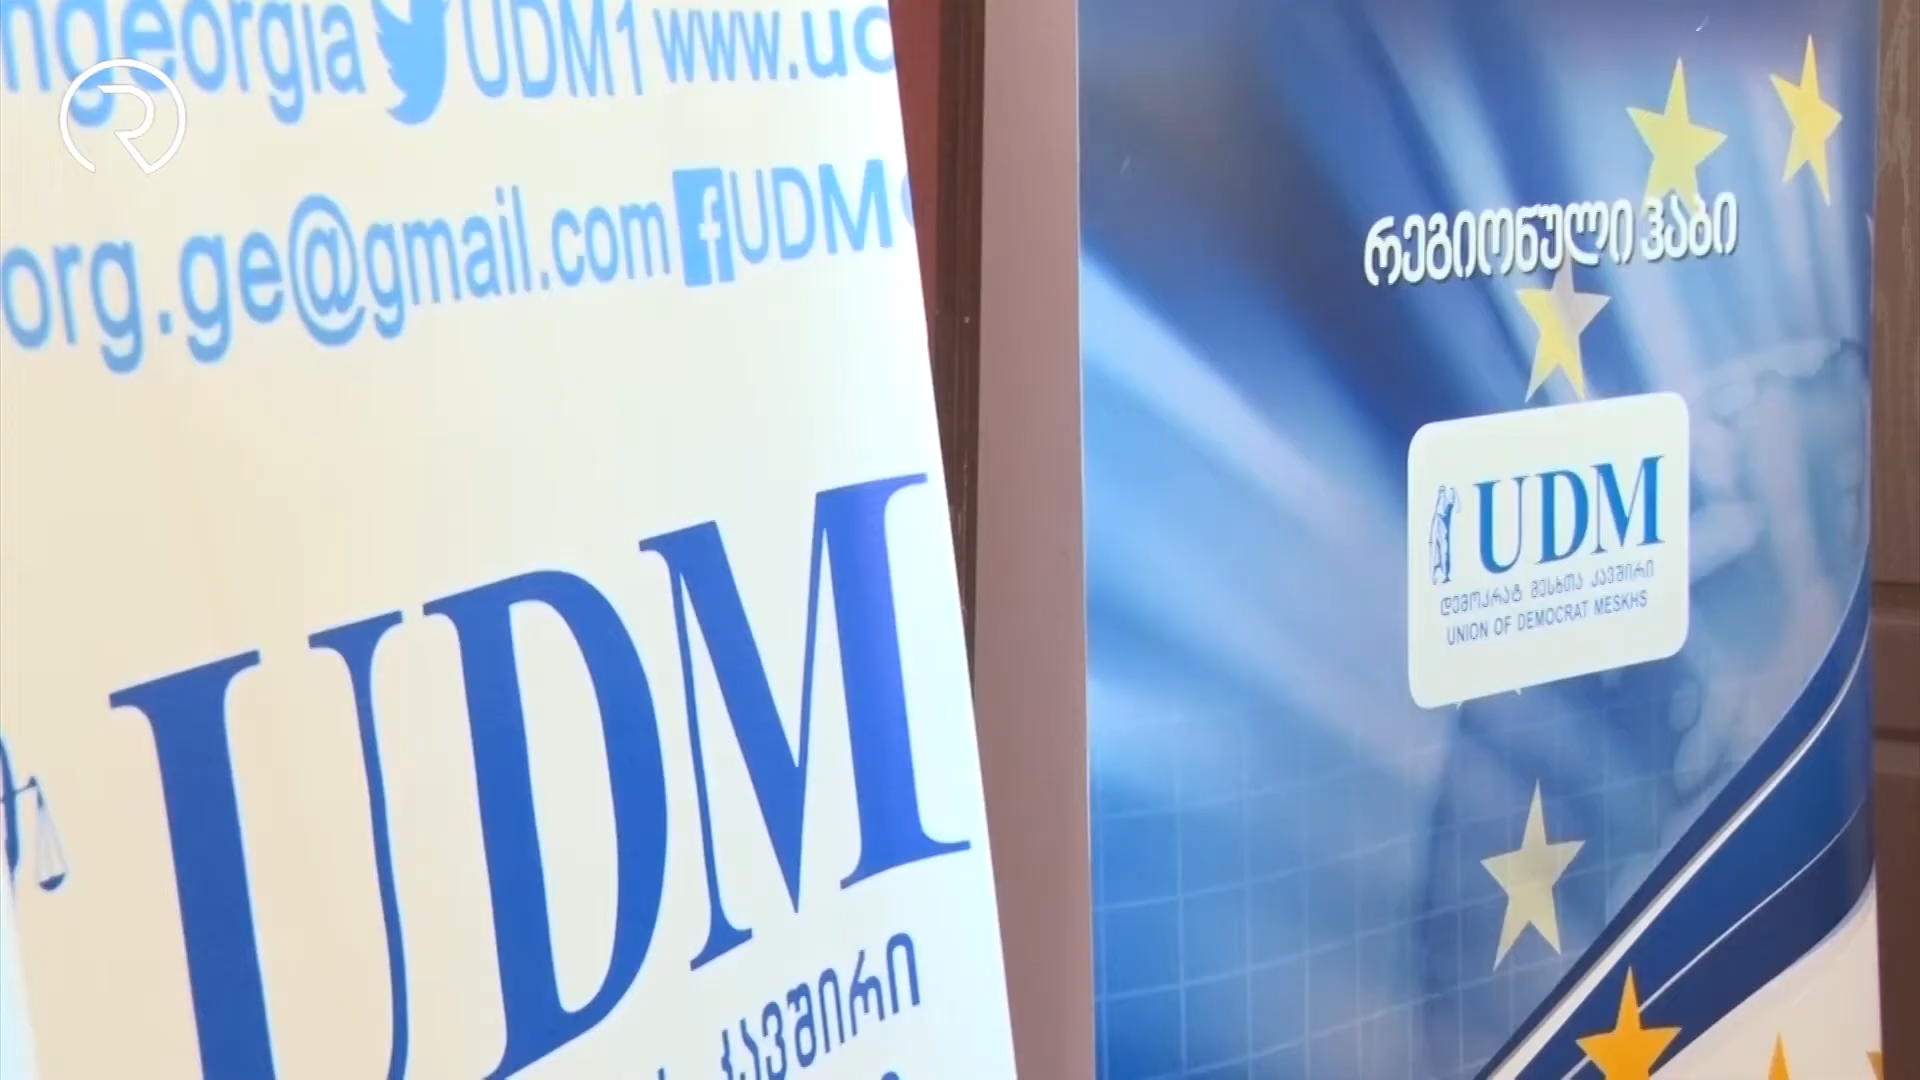 UDM1 www.
org.ge@gmail.com UDM
UDM
კავშირი
რეგიონული ჰაბი
UDM
დემოკრატ მესხთა კავშირი
UNION OF DEMOCRAT MESKHS